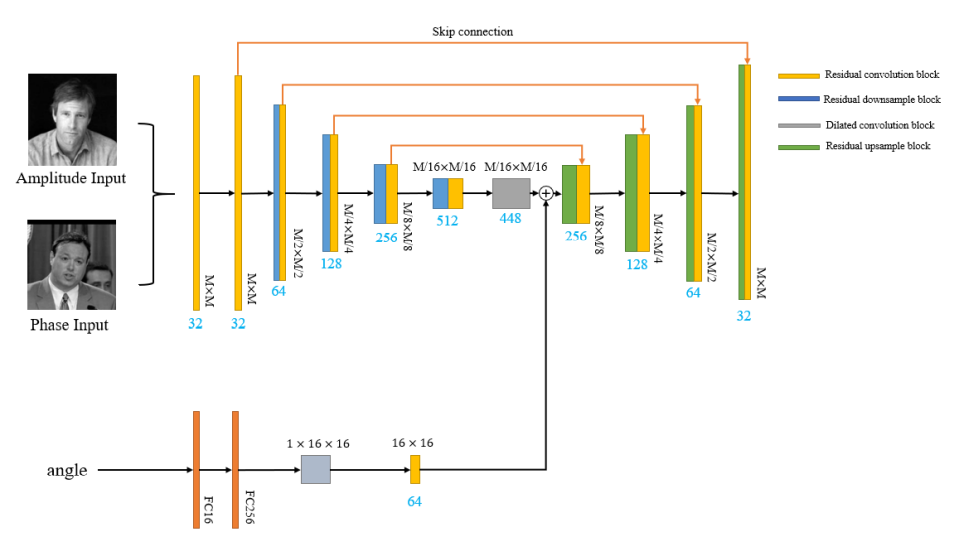 Skip connection
Amplitude Input
Phase Input
M×M
32
M×M
32
M/2×M/2
64
M/4×M/4
128
M/8×M/8
256
M/16×M/16
512
M/16×M/16
448
M/8×M/8
256
M/4×M/4
128
M/2×M/2
64
M×M
32
Residual convolution block
Residual downsample block
Dilated convolution block
Residual upsample block
angle
FC16
FC256
1 × 16 × 16
16 × 16
64